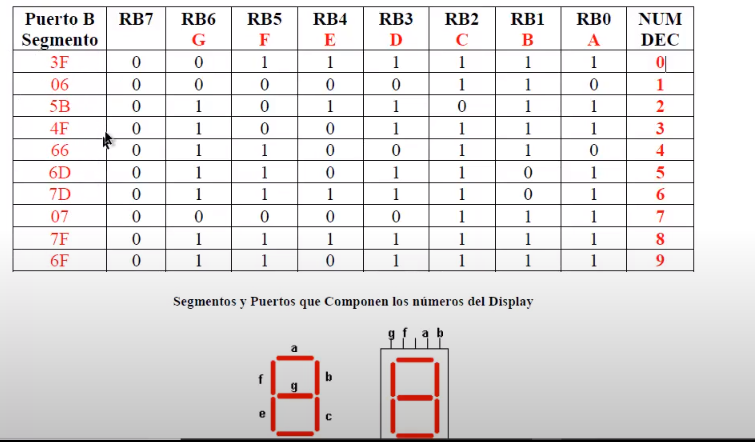 Puerto B RB7 RB6 RB5 RB4 RB3 RB2 RB1 RB0 NUM
Segmento G F E D C B A DEC
3F 0 0 1 1 1 1 1 1 0
06 0 0 0 0 0 1 1 0 1
5B 0 1 0 1 1 0 1 1 2
4F 0 1 0 0 1 1 1 1 3
66 0 1 1 0 0 1 1 0 4
6D 0 1 1 0 1 1 0 1 5
7D 0 1 1 1 1 1 0 1 6
07 0 0 0 0 0 1 1 1 7
7F 0 1 1 1 1 1 1 1 8
6F 0 1 1 0 1 1 1 1 9
Segmentos y Puertos que Componen los números del Display
g f a b
a
f b
g
e c